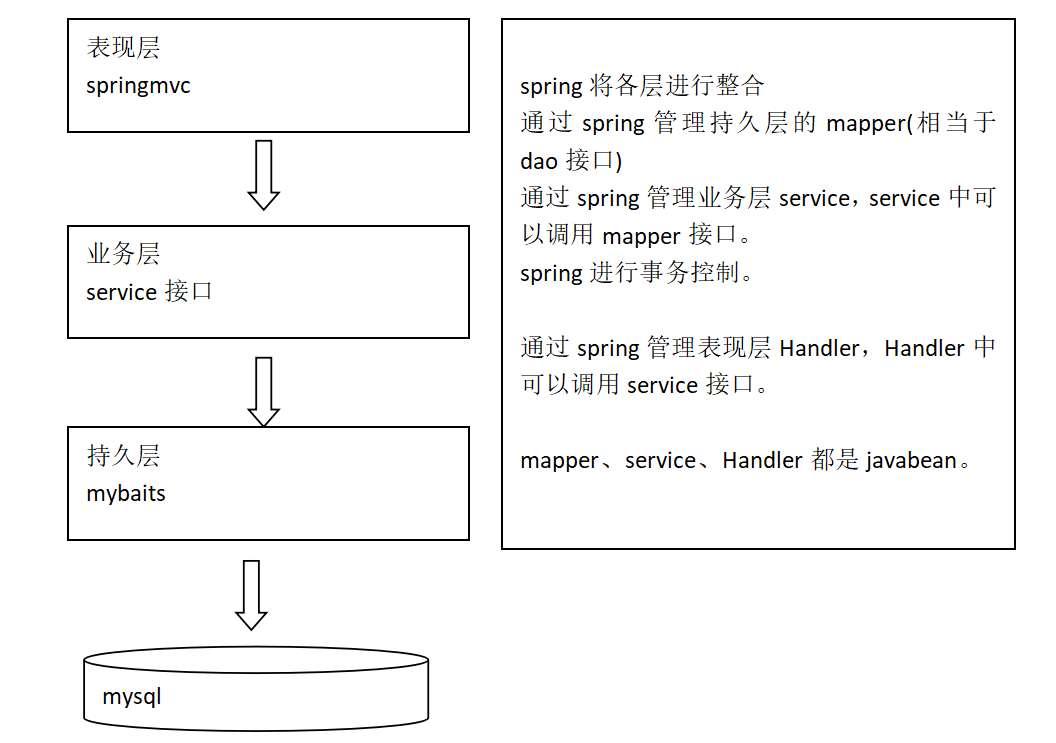 表现层
springmvc
业务层
service 接口
持久层
mybaits
mysql
spring 将各层进行整合
通过 spring 管理持久层的 mapper(相当于
dao 接口)
通过 spring 管理业务层 service，service 中可
以调用 mapper 接口。
spring 进行事务控制。
通过 spring 管理表现层 Handler，Handler 中
可以调用 service 接口。
mapper、service、Handler 都是 javabean。